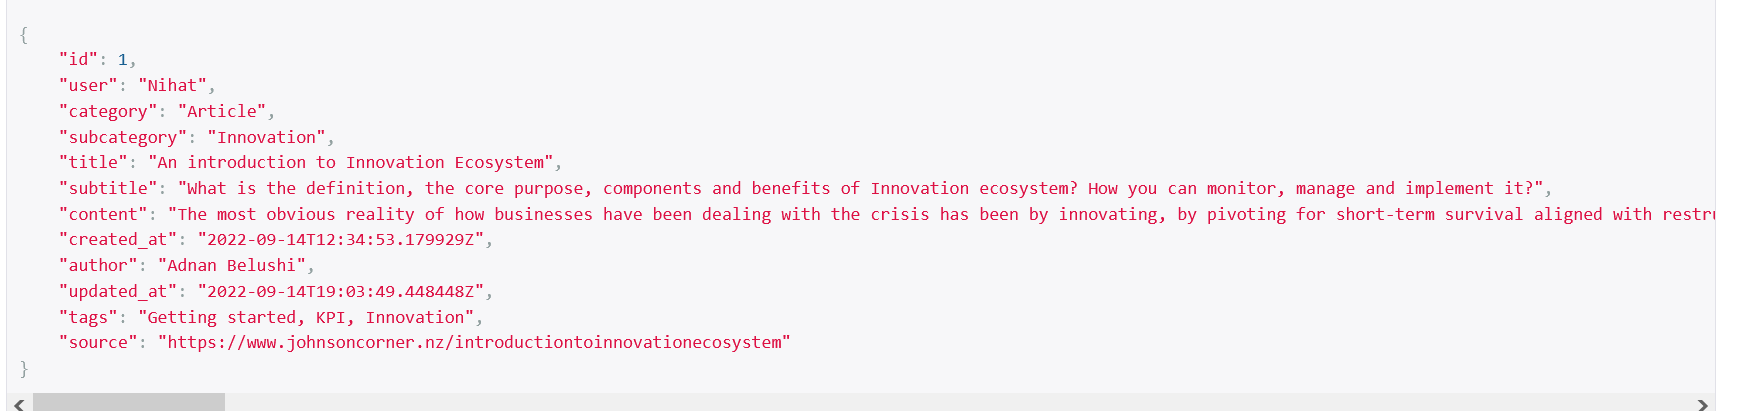 {
"id": 1,
"user": "Nihat",
"category": "Article",
"subcategory": "Innovation",
"title": "An introduction to Innovation Ecosystem",
"subtitle": "What is the definition, the core purpose, components and benefits of Innovation ecosystem? How you can monitor, manage and implement it?",
"content": "The most obvious reality of how businesses have been dealing with the crisis has been by innovating, by pivoting for short-term survival aligned with
"created_at": "2022-09-14T12:34:53.179929Z",
"author": "Adnan Belushi",
"updated_at": "2022-09-14T19:03:49.448448Z",
"tags": "Getting started, KPI, Innovation",
"source": "https://www.johnsoncorner.nz/introductiontoinnovationecosystem"
}